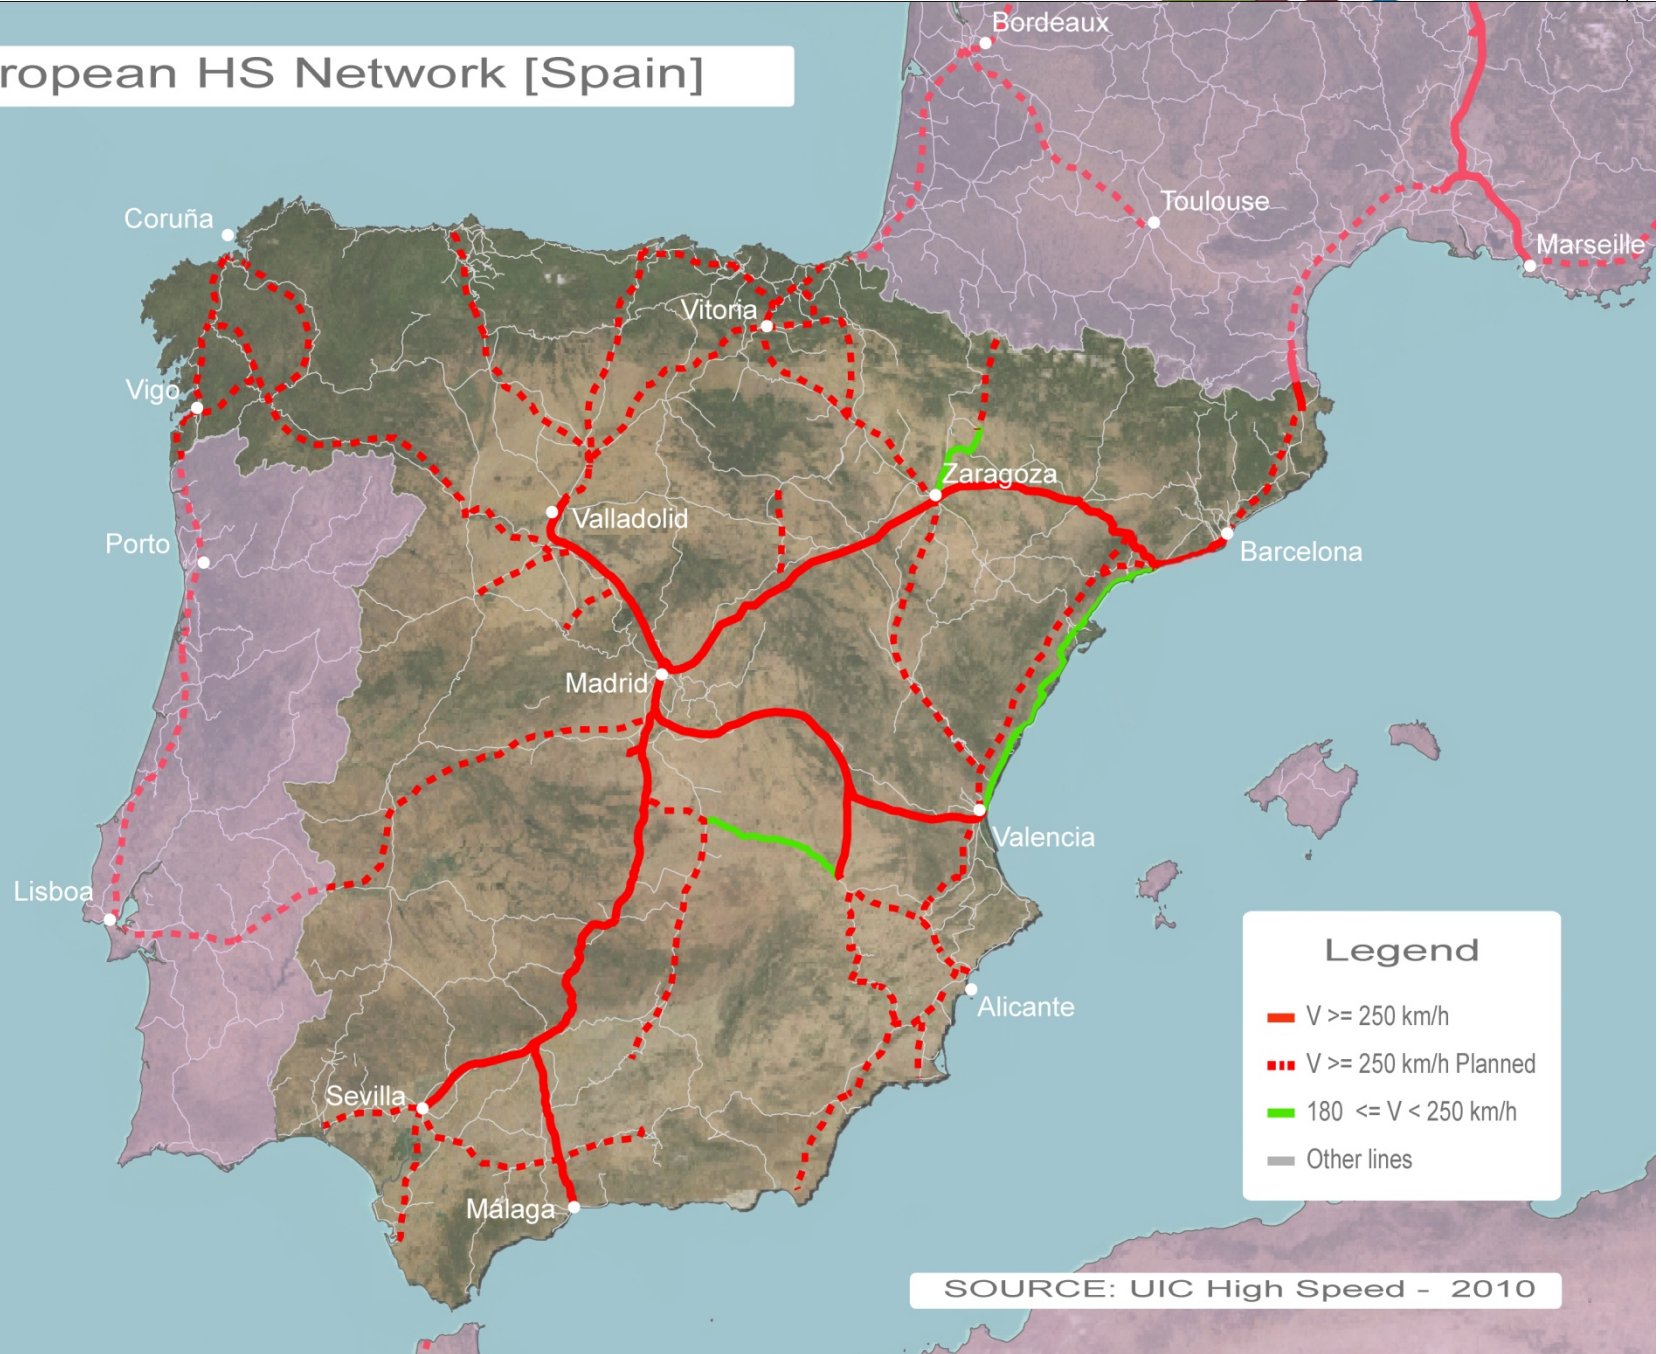 ropean HS Network [Spain]
Bordeaux
Toulouse
Marseille
Coruña
Vitoria
Vigo
Zaragoza
Valladolid
Barcelona
Porto
Madrid
Valencia
Lisboa
Alicante
Sevilla
Málaga
Legend
V >= 250 km/h
V >= 250 km/h Planned
180 <= V < 250 km/h
Other lines
SOURCE: UIC High Speed - 2010